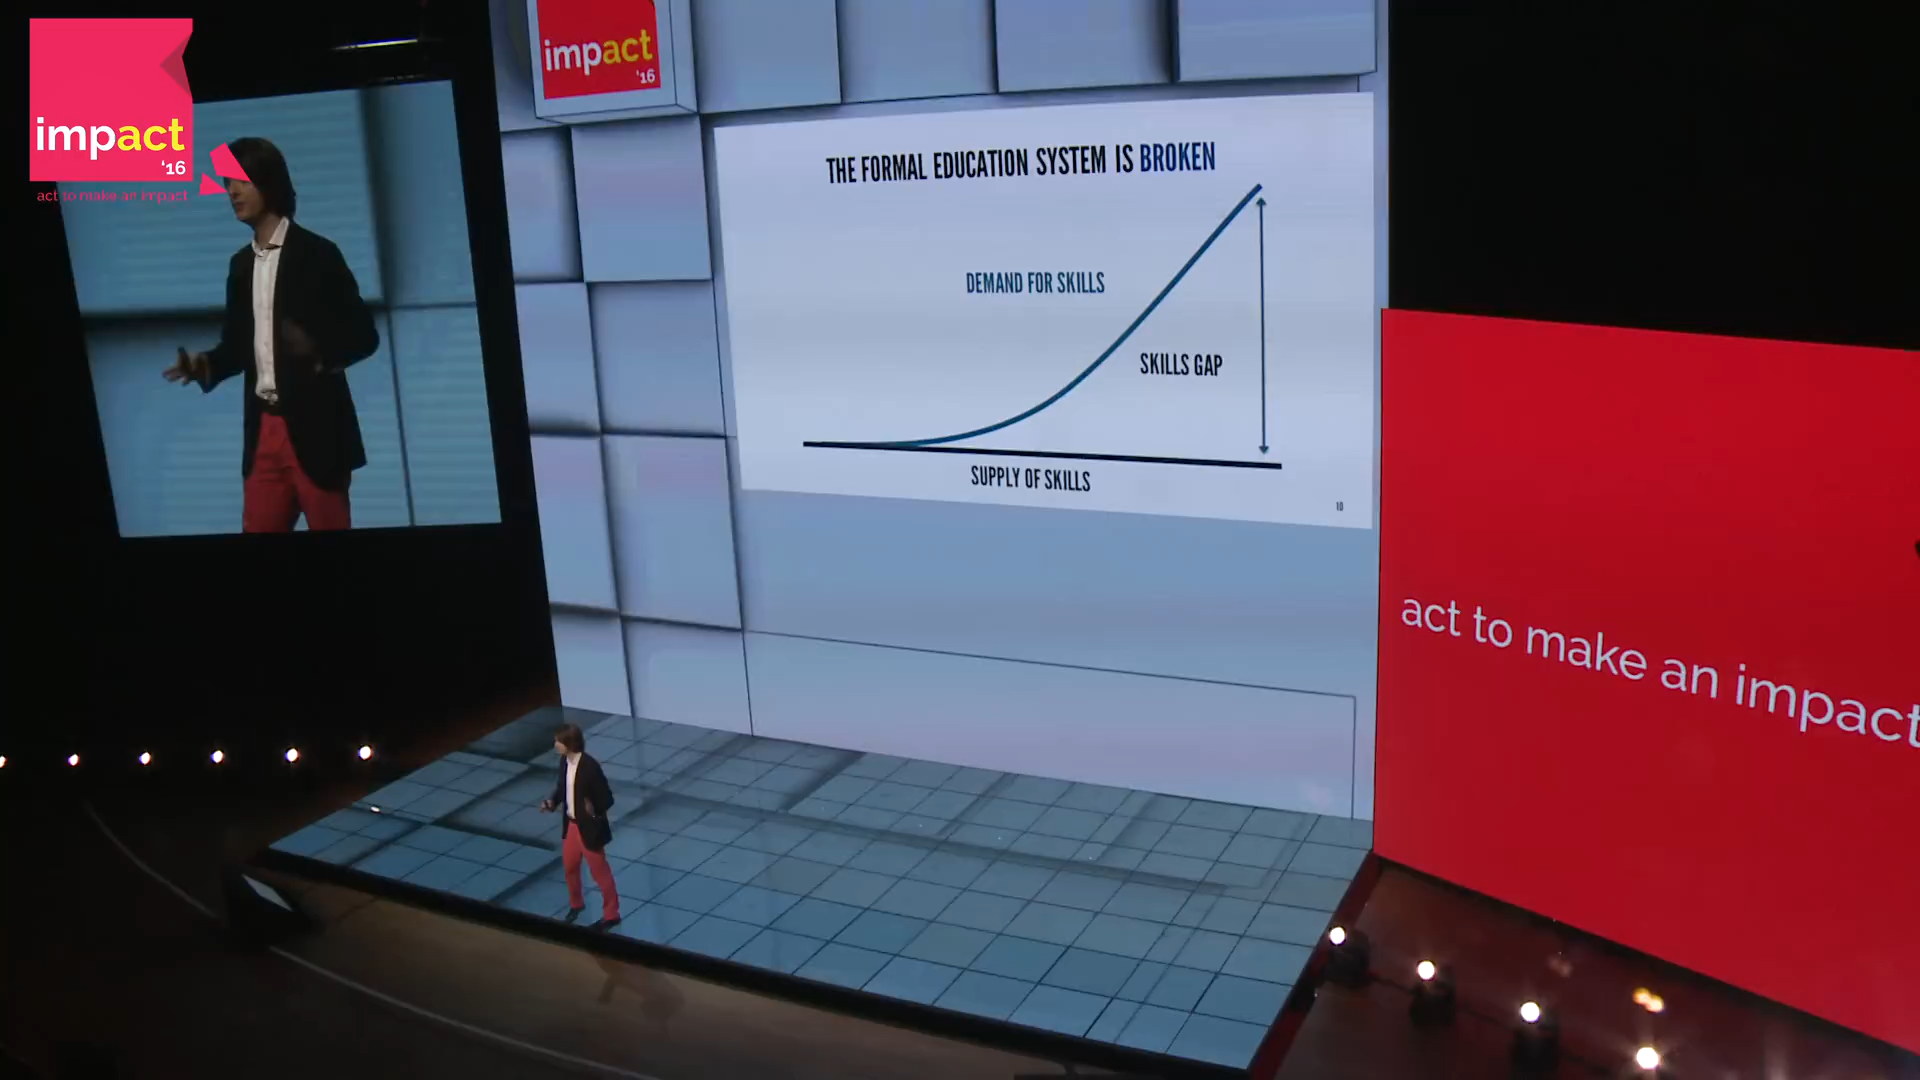 impact
'16
act to make an impact
impact
'16
THE FORMAL EDUCATION SYSTEM IS BROKEN
DEMAND FOR SKILLS
SKILLS GAP
SUPPLY OF SKILLS
10
act to make an impact